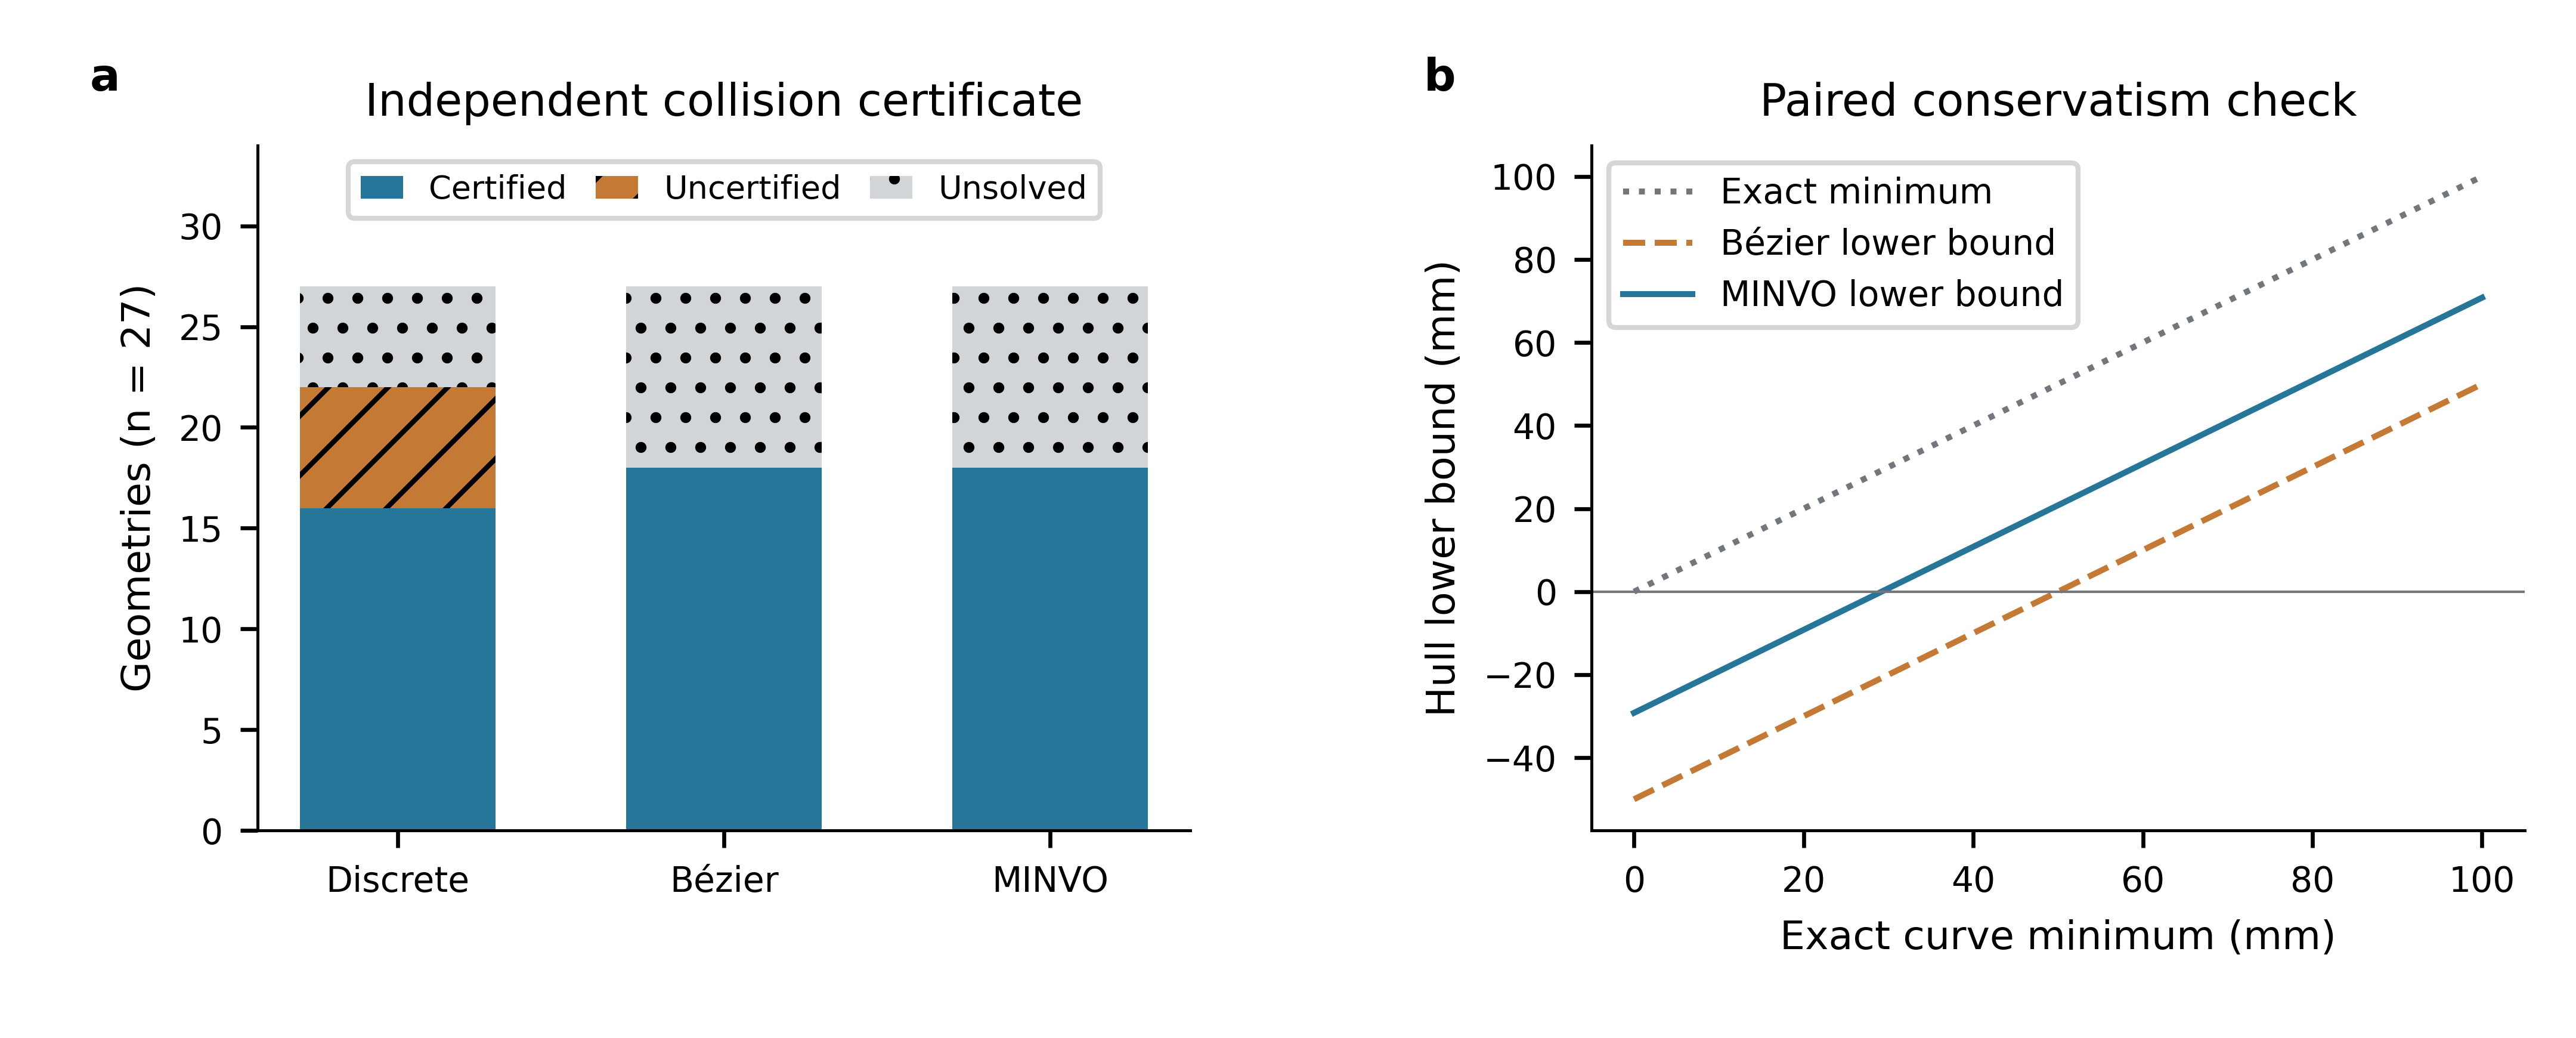 a
Independent collision certificate
Certified
Uncertified
Unsolved
Geometries (n = 27)
30
25
20
15
10
5
0
Discrete
Bézier
MINVO
b
Paired conservatism check
Exact minimum
Bézier lower bound
MINVO lower bound
Hull lower bound (mm)
100
80
60
40
20
0
−20
−40
0
20
40
60
80
100
Exact curve minimum (mm)